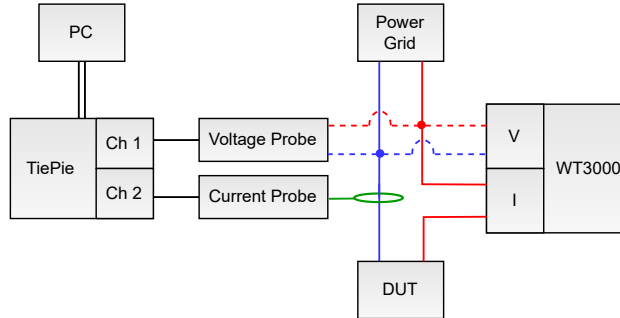 PC
Power
Grid
TiePie
Ch 1
Ch 2
Voltage Probe
Current Probe
V
I
WT3000
DUT